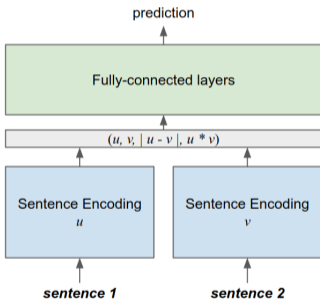 prediction
Fully-connected layers
(u, v, | u - v |, u * v)
Sentence Encoding
u
Sentence Encoding
v
sentence 1
sentence 2